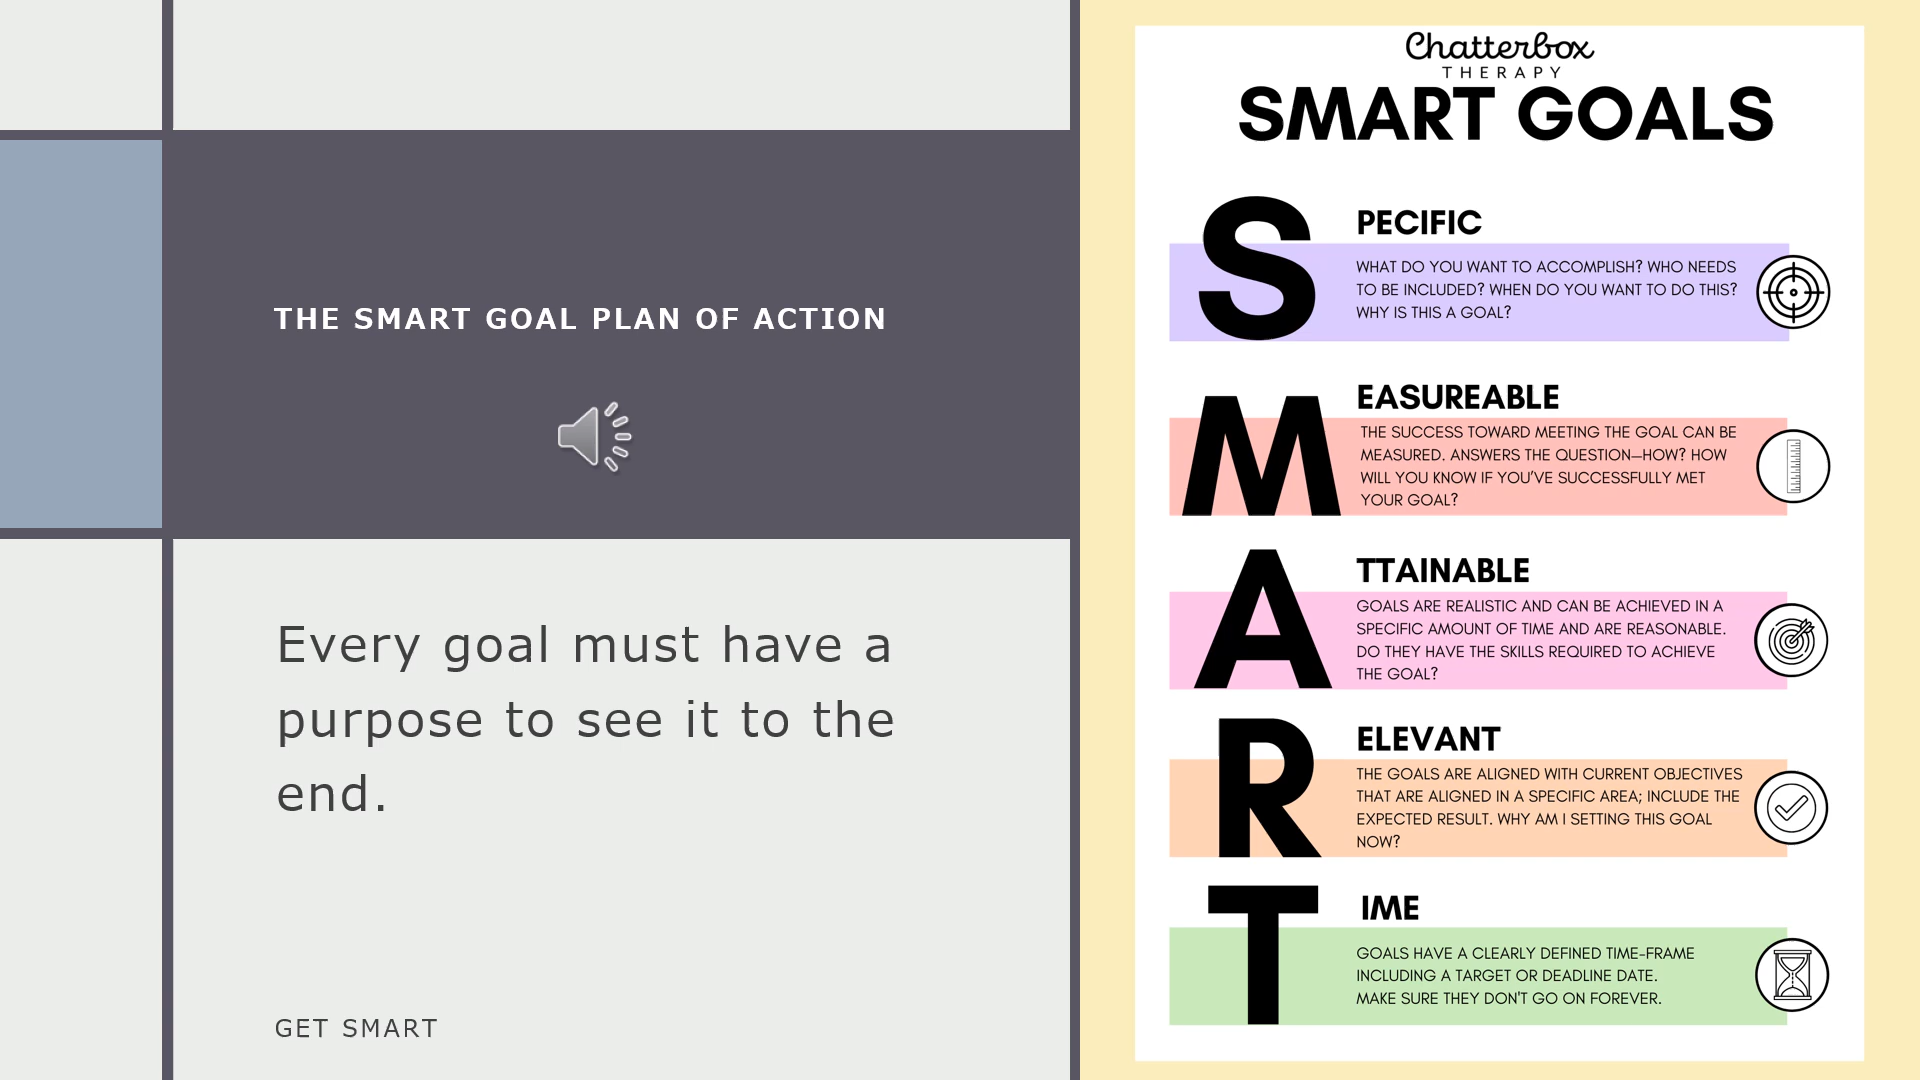 THE SMART GOAL PLAN OF ACTION
Every goal must have a
purpose to see it to the
end.
GET SMART
Chatterbox
THERAPY
SMART GOALS
SPECIFIC
WHAT DO YOU WANT TO ACCOMPLISH? WHO NEEDS
TO BE INCLUDED? WHEN DO YOU WANT TO DO THIS?
WHY IS THIS A GOAL?
MEASUREABLE
THE SUCCESS TOWARD MEETING THE GOAL CAN BE
MEASURED. ANSWERS THE QUESTION—HOW? HOW
WILL YOU KNOW IF YOU'VE SUCCESSFULLY MET
YOUR GOAL?
ATTAINABLE
GOALS ARE REALISTIC AND CAN BE ACHIEVED IN A
SPECIFIC AMOUNT OF TIME AND ARE REASONABLE.
DO THEY HAVE THE SKILLS REQUIRED TO ACHIEVE
THE GOAL?
RELEVANT
THE GOALS ARE ALIGNED WITH CURRENT OBJECTIVES
THAT ARE ALIGNED IN A SPECIFIC AREA; INCLUDE THE
EXPECTED RESULT. WHY AM I SETTING THIS GOAL
NOW?
TIME
GOALS HAVE A CLEARLY DEFINED TIME-FRAME
INCLUDING A TARGET OR DEADLINE DATE.
MAKE SURE THEY DON'T GO ON FOREVER.